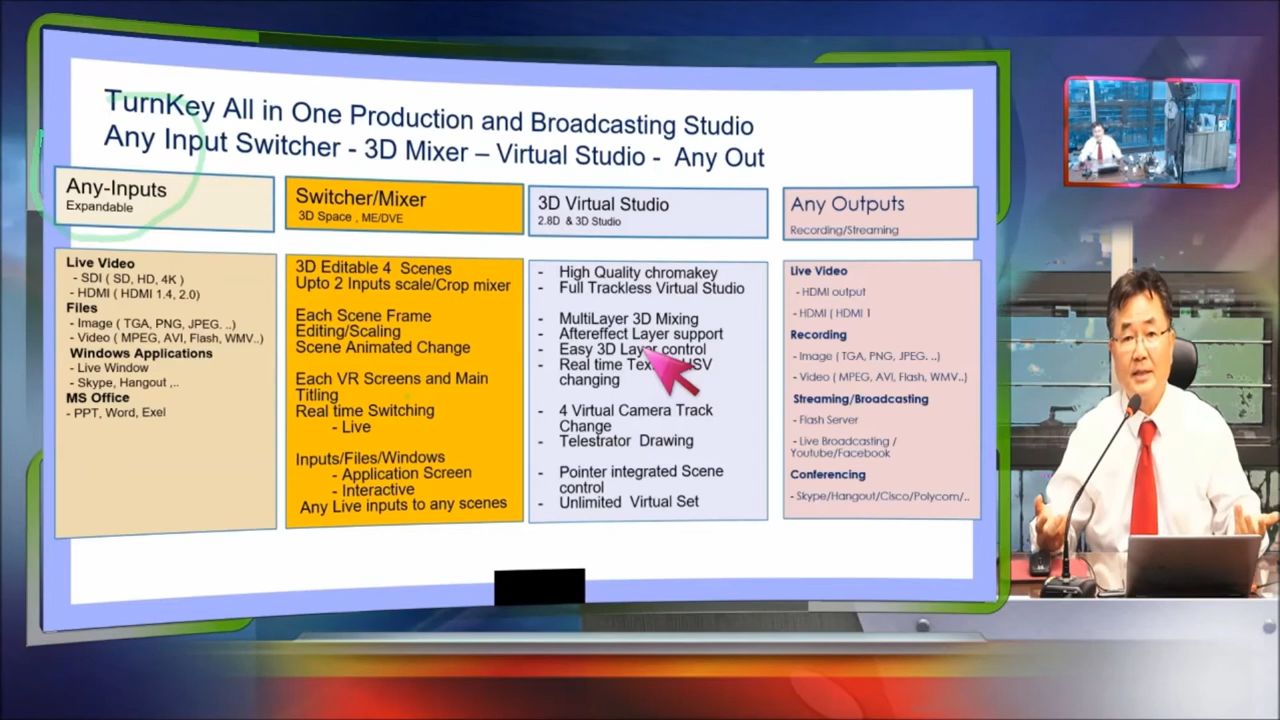 TurnKey All in One Production and Broadcasting Studio
Any Input Switcher - 3D Mixer – Virtual Studio - Any Out
Any-Inputs
Expandable
Live Video
- SDI ( SD, HD, 4K )
- HDMI ( HDMI 1.4, 2.0)
Files
- Image ( TGA, PNG, JPEG. ..)
- Video ( MPEG, AVI, Flash, WMV..)
Windows Applications
- Live Window
- Skype, Hangout ,..
MS Office
- PPT, Word, Exel
Switcher/Mixer
3D Space , ME/DVE
3D Editable 4 Scenes
Upto 2 Inputs scale/Crop mixer
Each Scene Frame
Editing/Scaling
Scene Animated Change
Each VR Screens and Main
Titling
Real time Switching
- Live
Inputs/Files/Windows
- Application Screen
- Interactive
Any Live inputs to any scenes
3D Virtual Studio
2.8D & 3D Studio
- High Quality chromakey
- Full Trackless Virtual Studio
- MultiLayer 3D Mixing
- Aftereffect Layer support
- Easy 3D Layer control
- Real time HSV
changing
- 4 Virtual Camera Track
Change
- Telestrator Drawing
- Pointer integrated Scene
control
- Unlimited Virtual Set
Any Outputs
Recording/Streaming
Live Video
- HDMI output
- HDMI ( HDMI 1
Recording
- Image ( TGA, PNG, JPEG. ..)
- Video ( MPEG, AVI, Flash, WMV..)
Streaming/Broadcasting
- Flash Server
- Live Broadcasting /
Youtube/Facebook
Conferencing
- Skype/Hangout/Cisco/Polycom/..